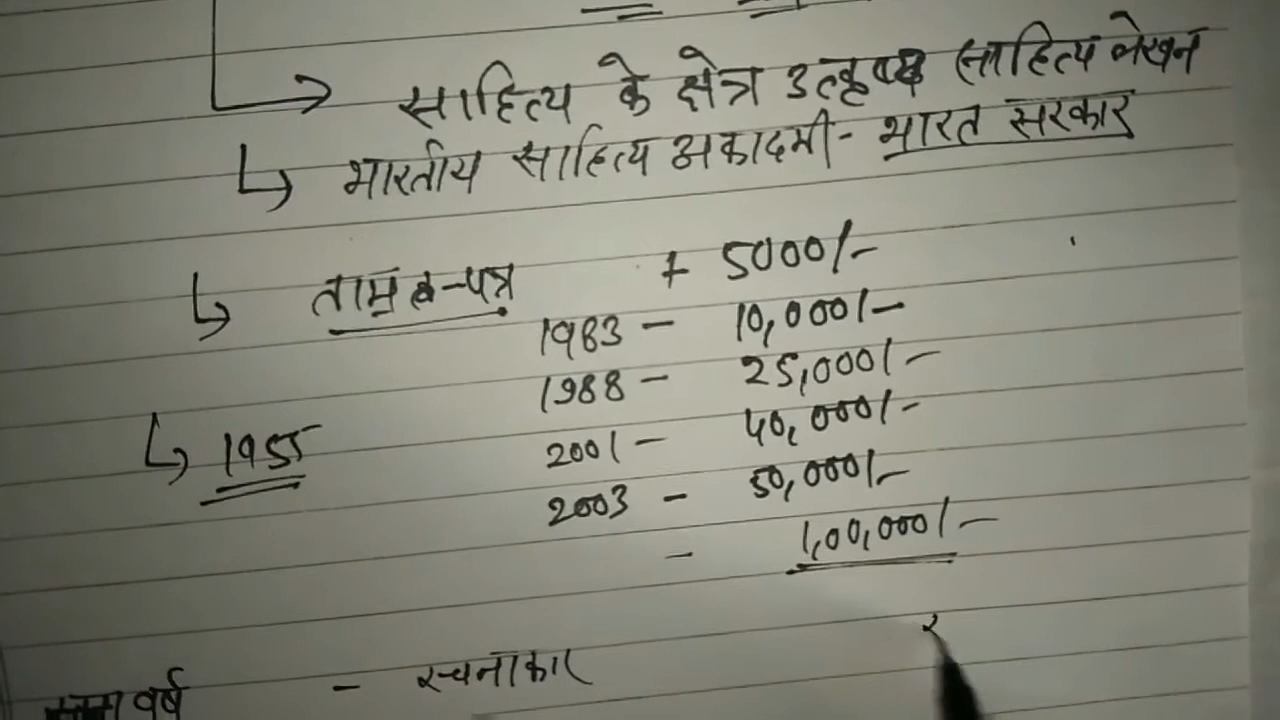 साहित्य के क्षेत्र उत्कृष्ट साहित्य लेखन
भारतीय साहित्य अकादमी - भारत सरकार
ताम्र-पत्र + 5000/-
1983 - 10,000/-
1988 - 25,000/-
1955
2001 - 40,000/-
2003 - 50,000/-
- 1,00,000/-
वर्ष - रचनाकार